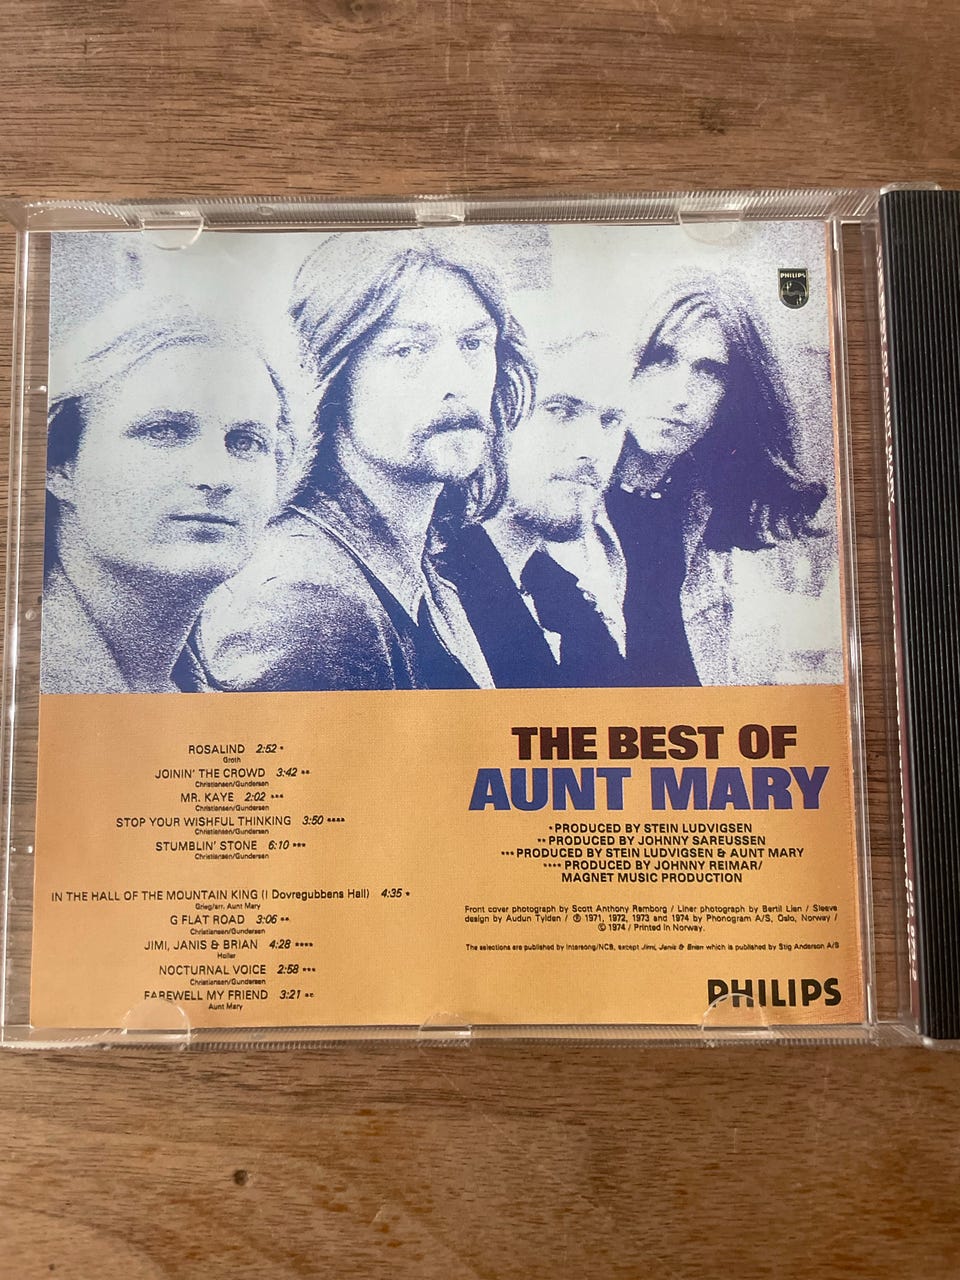 PHILIPS
ROSALIND 2:52 *
Groth
JOININ' THE CROWD 3:42 **
Christiansen/Gundersen
MR. KAYE 2:02 ***
Christiansen/Gundersen
STOP YOUR WISHFUL THINKING 3:50 ****
Christiansen/Gundersen
STUMBLIN' STONE 6:10 ***
Christiansen/Gundersen
IN THE HALL OF THE MOUNTAIN KING (I Dovregubbens Hall) 4:35 *
Grieg/arr. Aunt Mary
G FLAT ROAD 3:06 **
Christiansen/Gundersen
JIMI, JANIS & BRIAN 4:28 ****
Holler
NOCTURNAL VOICE 2:58 ***
Christiansen/Gundersen
FAREWELL MY FRIEND 3:21 **
Aunt Mary
THE BEST OF
AUNT MARY
*PRODUCED BY STEIN LUDVIGSEN
**PRODUCED BY JOHNNY SAREUSSEN
***PRODUCED BY STEIN LUDVIGSEN & AUNT MARY
**** PRODUCED BY JOHNNY REIMAR/
MAGNET MUSIC PRODUCTION
Front cover photograph by Scott Anthony Remborg / Liner photograph by Bertil Lien / Sleeve
design by Audun Tylden / ℗ 1971, 1972, 1973 and 1974 by Phonogram A/S, Oslo, Norway /
© 1974 / Printed in Norway.
The selections are published by Intersong/NCB, except Jimi, Janis & Brian which is published by Stig Anderson A/S
PHILIPS